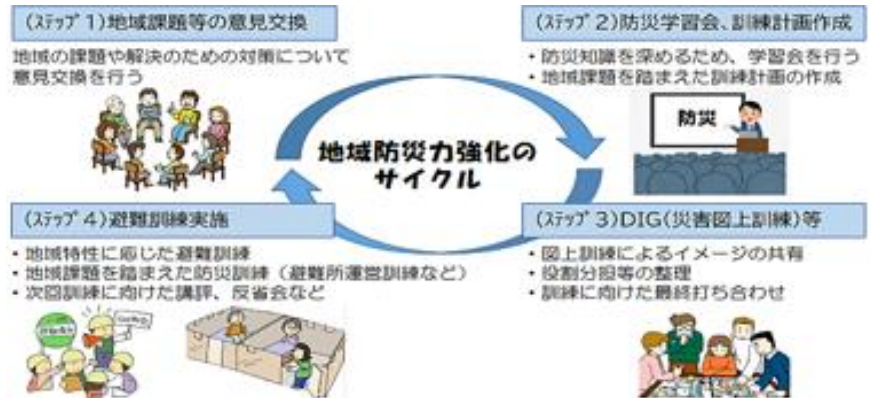 (ステップ1)地域課題等の意見交換
地域の課題や解決のための対策について
意見交換を行う
(ステップ2)防災学習会、訓練計画作成
・防災知識を深めるため、学習会を行う
・地域課題を踏まえた訓練計画の作成
防災
地域防災力強化の
サイクル
(ステップ4)避難訓練実施
・地域特性に応じた避難訓練
・地域課題を踏まえた防災訓練（避難所運営訓練など）
・次回訓練に向けた講評、反省会など
(ステップ3)DIG(災害図上訓練)等
・図上訓練によるイメージの共有
・役割分担等の整理
・訓練に向けた最終打ち合わせ